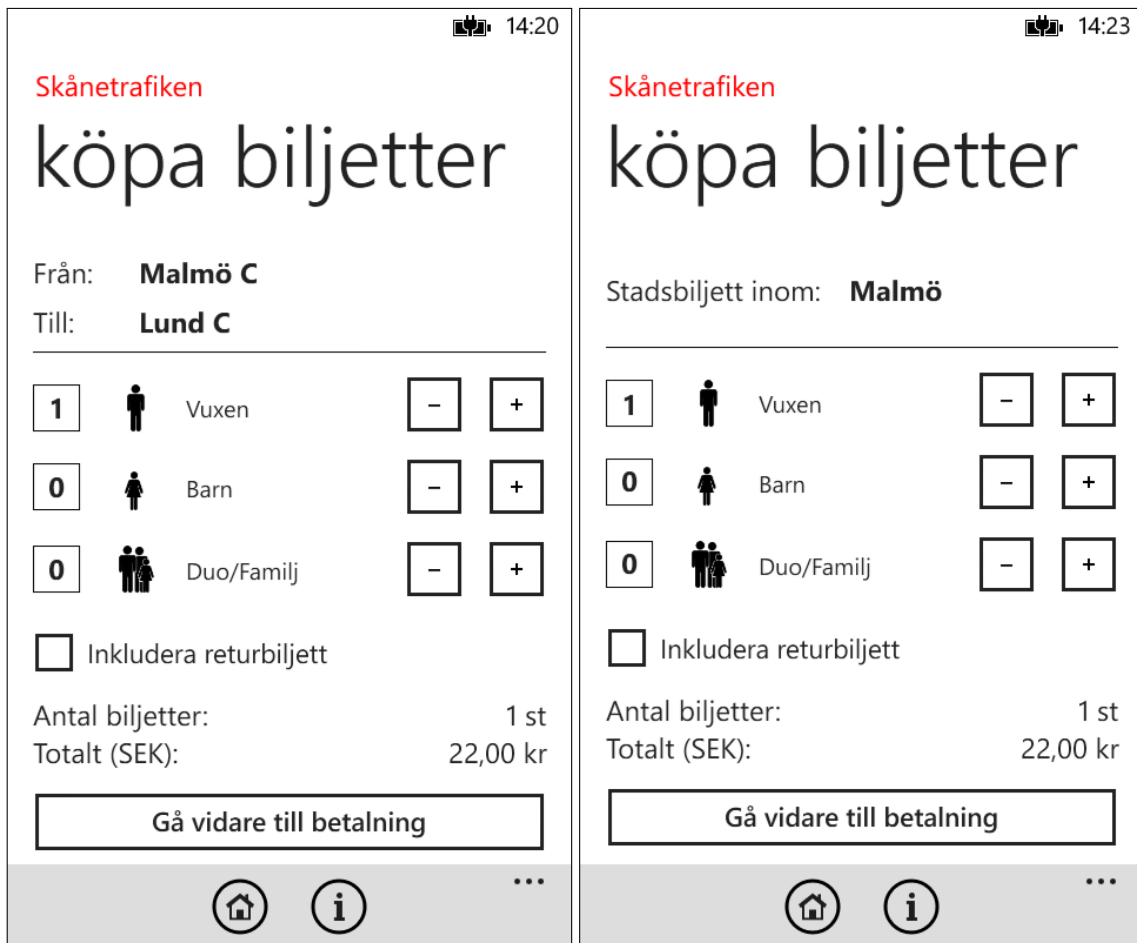 14:20
Skånetrafiken
köpa biljetter
Från: Malmö C
Till: Lund C
1 Vuxen - +
0 Barn - +
0 Duo/Familj - +
Inkludera returbiljett
Antal biljetter: 1 st
Totalt (SEK): 22,00 kr
Gå vidare till betalning
14:23
Skånetrafiken
köpa biljetter
Stadsbiljett inom: Malmö
1 Vuxen - +
0 Barn - +
0 Duo/Familj - +
Inkludera returbiljett
Antal biljetter: 1 st
Totalt (SEK): 22,00 kr
Gå vidare till betalning